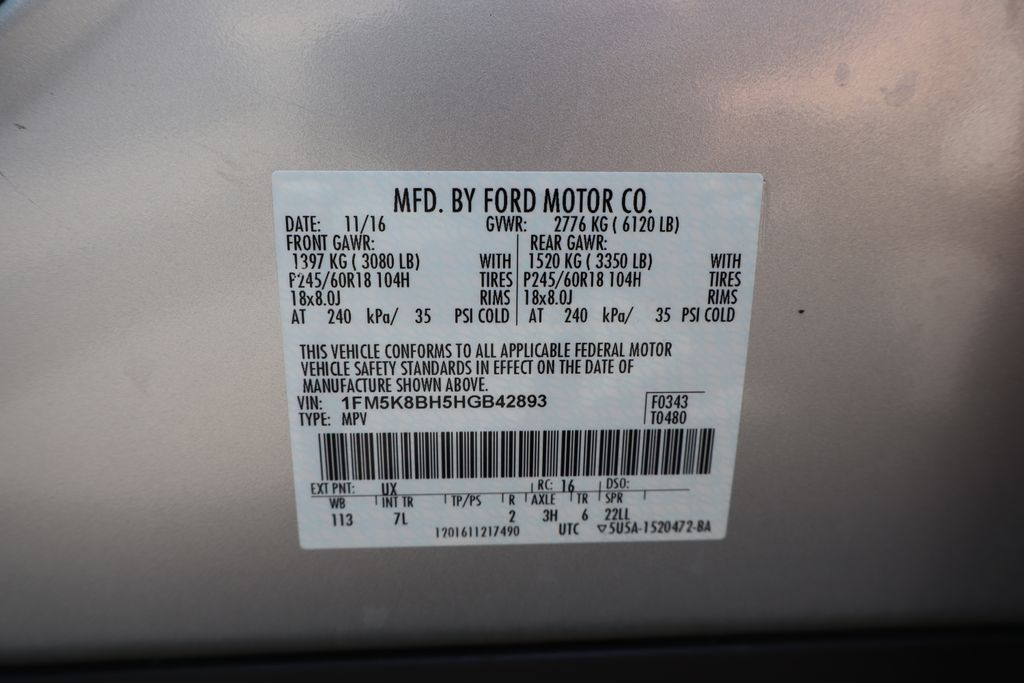 MFD. BY FORD MOTOR CO.
DATE: 11/16 GVWR: 2776 KG ( 6120 LB)
FRONT GAWR: REAR GAWR:
1397 KG ( 3080 LB) WITH 1520 KG ( 3350 LB) WITH
P245/60R18 104H TIRES P245/60R18 104H TIRES
18x8.0J RIMS 18x8.0J RIMS
AT 240 kPa/ 35 PSI COLD AT 240 kPa/ 35 PSI COLD
THIS VEHICLE CONFORMS TO ALL APPLICABLE FEDERAL MOTOR
VEHICLE SAFETY STANDARDS IN EFFECT ON THE DATE OF
MANUFACTURE SHOWN ABOVE.
VIN: 1FM5K8BH5HGB42893 F0343
TYPE: MPV T0480
EXT PNT: UX RC: 16 DSO:
WB INT TR TP/PS R AXLE TR SPR
113 7L 2 3H 6 22LL
1201611217490 UTC ▽5U5A-1520472-BA